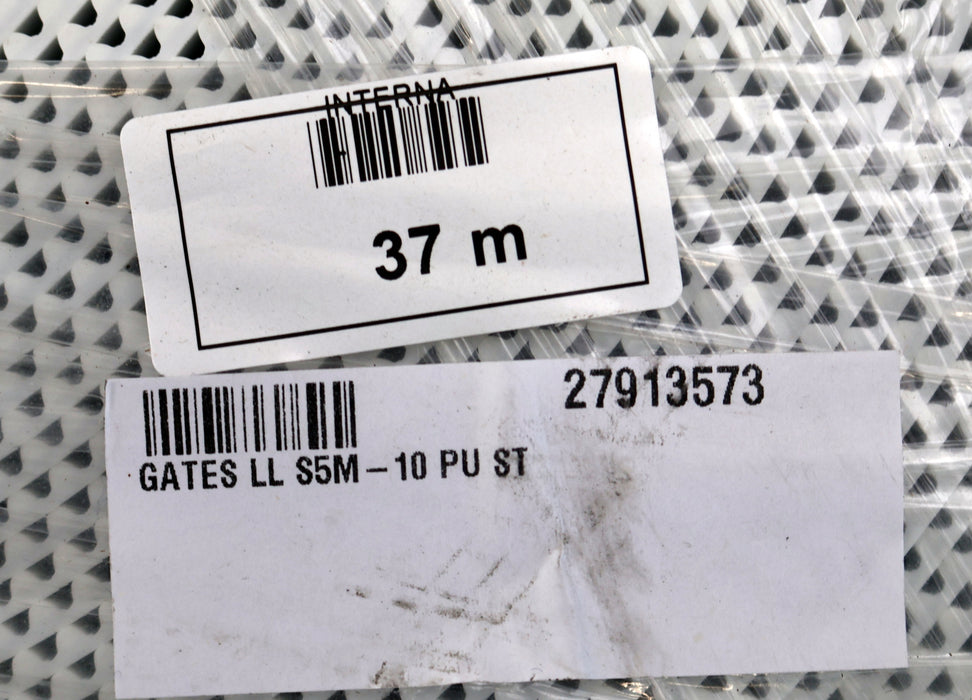 INTERNA
37 m
27913573
GATES LL S5M – 10 PU ST